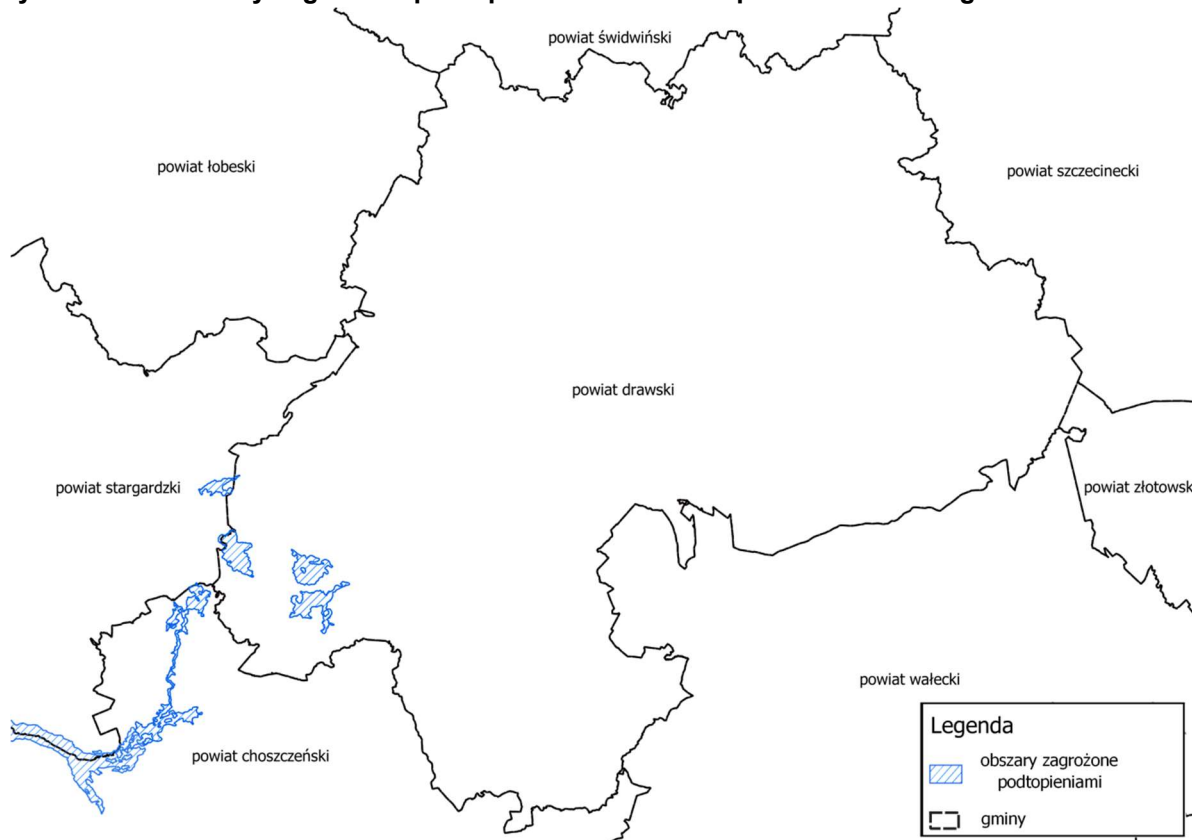 powiat świdwiński
powiat łobeski
powiat szczecinecki
powiat drawski
powiat stargardzki
powiat złotowsk
powiat wałecki
powiat choszczeński
Legenda
obszary zagrożone
podtopieniami
gminy